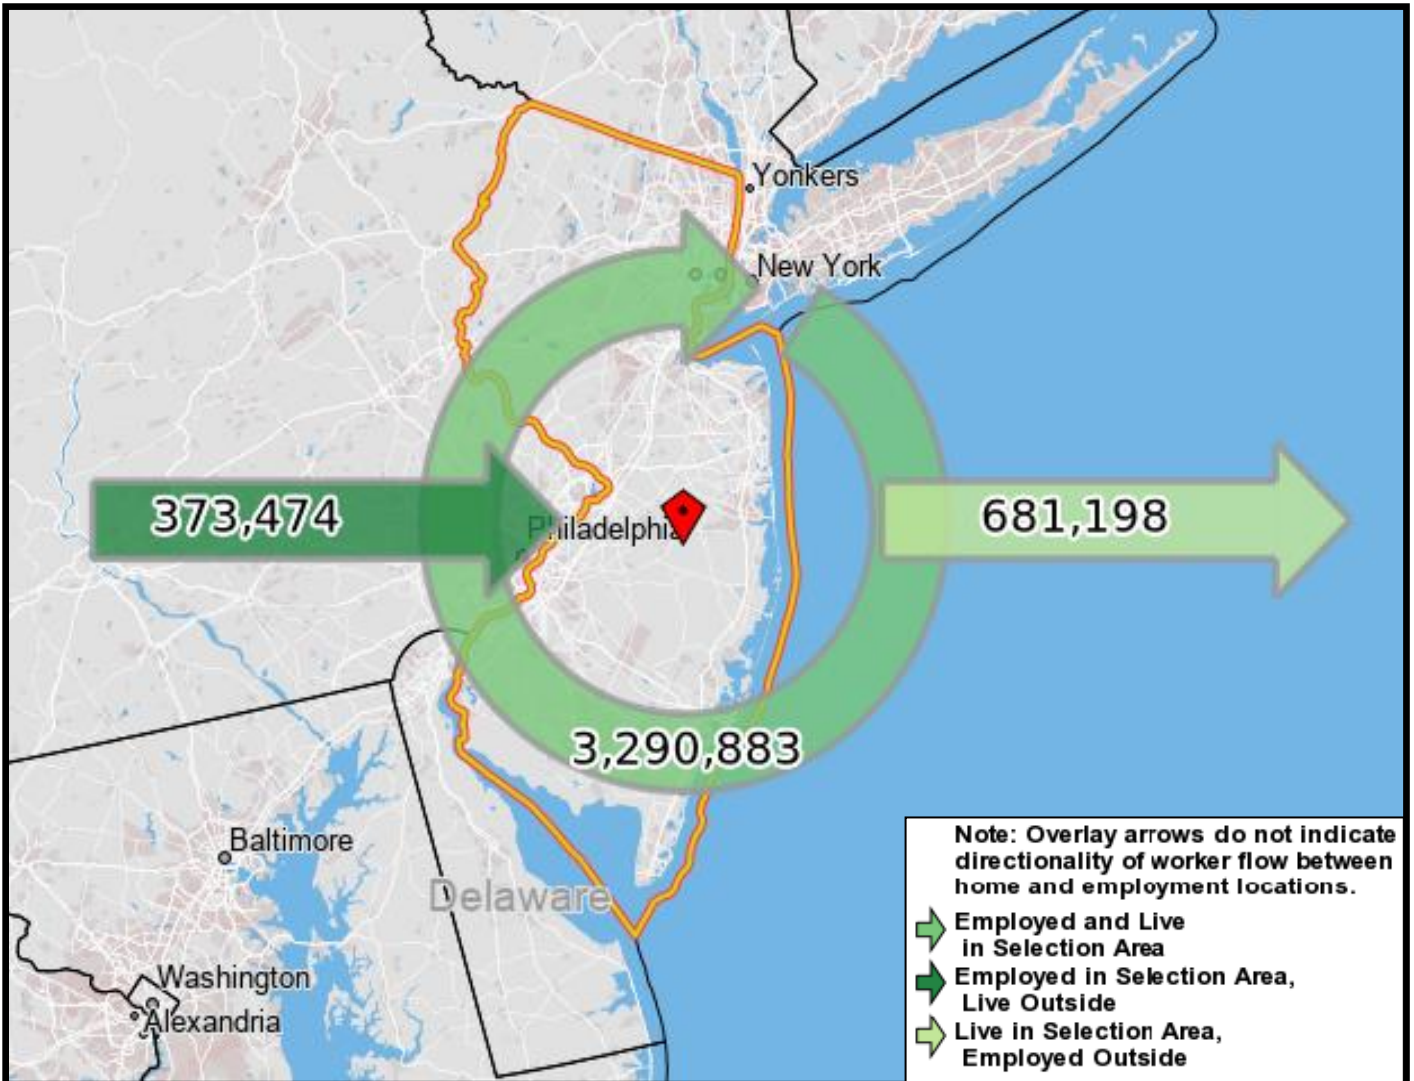 Yonkers
New York
373,474
Philadelphia
681,198
3,290,883
Baltimore
Delaware
Washington
Alexandria
Note: Overlay arrows do not indicate
directionality of worker flow between
home and employment locations.
Employed and Live
in Selection Area
Employed in Selection Area,
Live Outside
Live in Selection Area,
Employed Outside